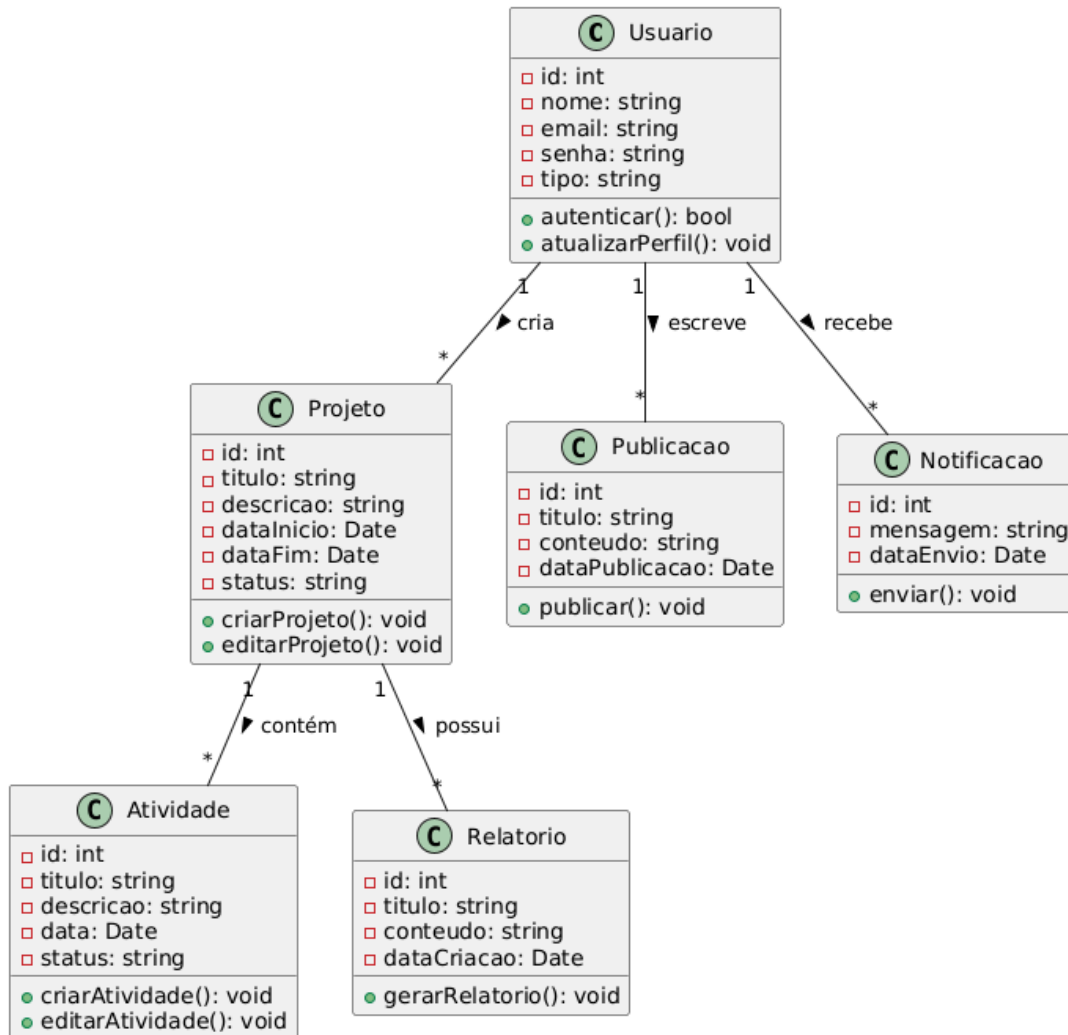 C Usuario
id: int
nome: string
email: string
senha: string
tipo: string
autenticar(): bool
atualizarPerfil(): void
1 1 1
cria escreve recebe
* * *
C Projeto
id: int
titulo: string
descricao: string
dataInicio: Date
dataFim: Date
status: string
criarProjeto(): void
editarProjeto(): void
C Publicacao
id: int
titulo: string
conteudo: string
dataPublicacao: Date
publicar(): void
C Notificacao
id: int
mensagem: string
dataEnvio: Date
enviar(): void
1 1
contém possui
* *
C Atividade
id: int
titulo: string
descricao: string
data: Date
status: string
criarAtividade(): void
editarAtividade(): void
C Relatorio
id: int
titulo: string
conteudo: string
dataCriacao: Date
gerarRelatorio(): void